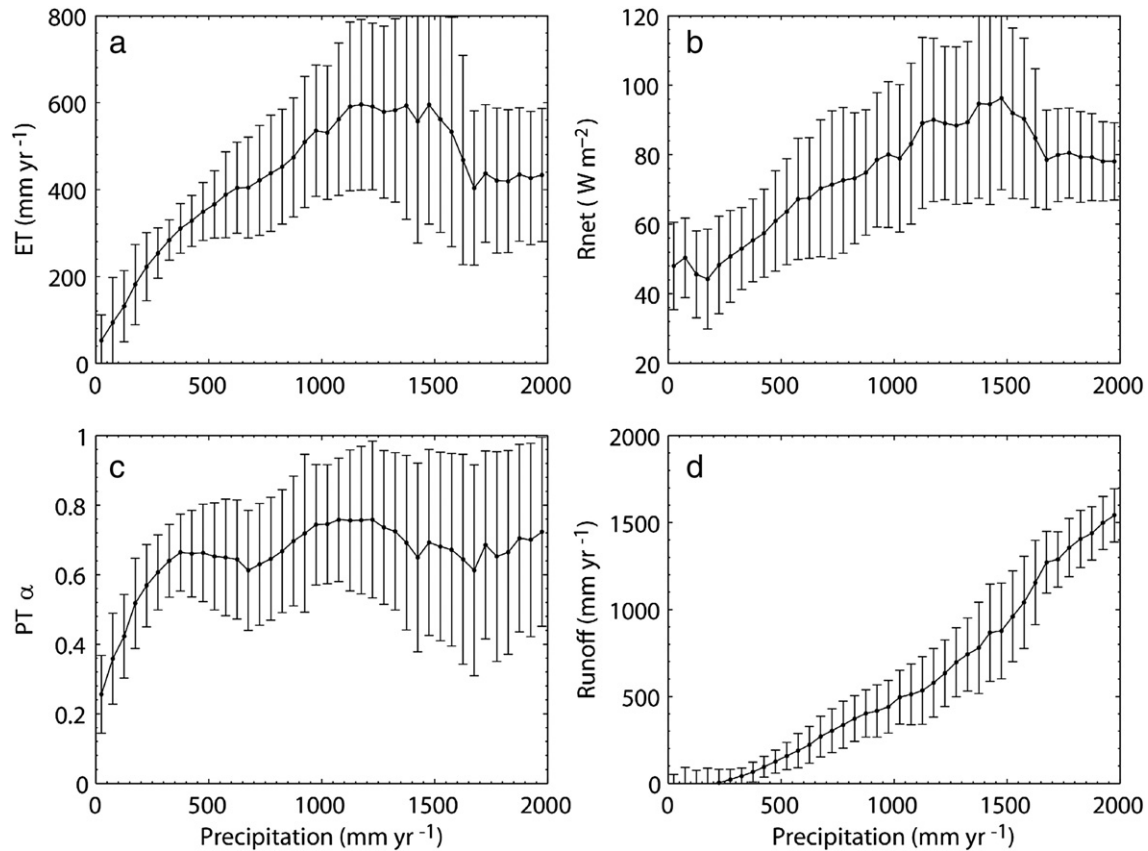 a
800
600
400
200
0
ET (mm yr⁻¹)
0 500 1000 1500 2000
b
120
100
80
60
40
20
Rnet ( W m⁻²)
0 500 1000 1500 2000
c
1
0.8
0.6
0.4
0.2
0
PT α
0 500 1000 1500 2000
Precipitation (mm yr⁻¹)
d
2000
1500
1000
500
0
Runoff (mm yr⁻¹)
0 500 1000 1500 2000
Precipitation (mm yr⁻¹)